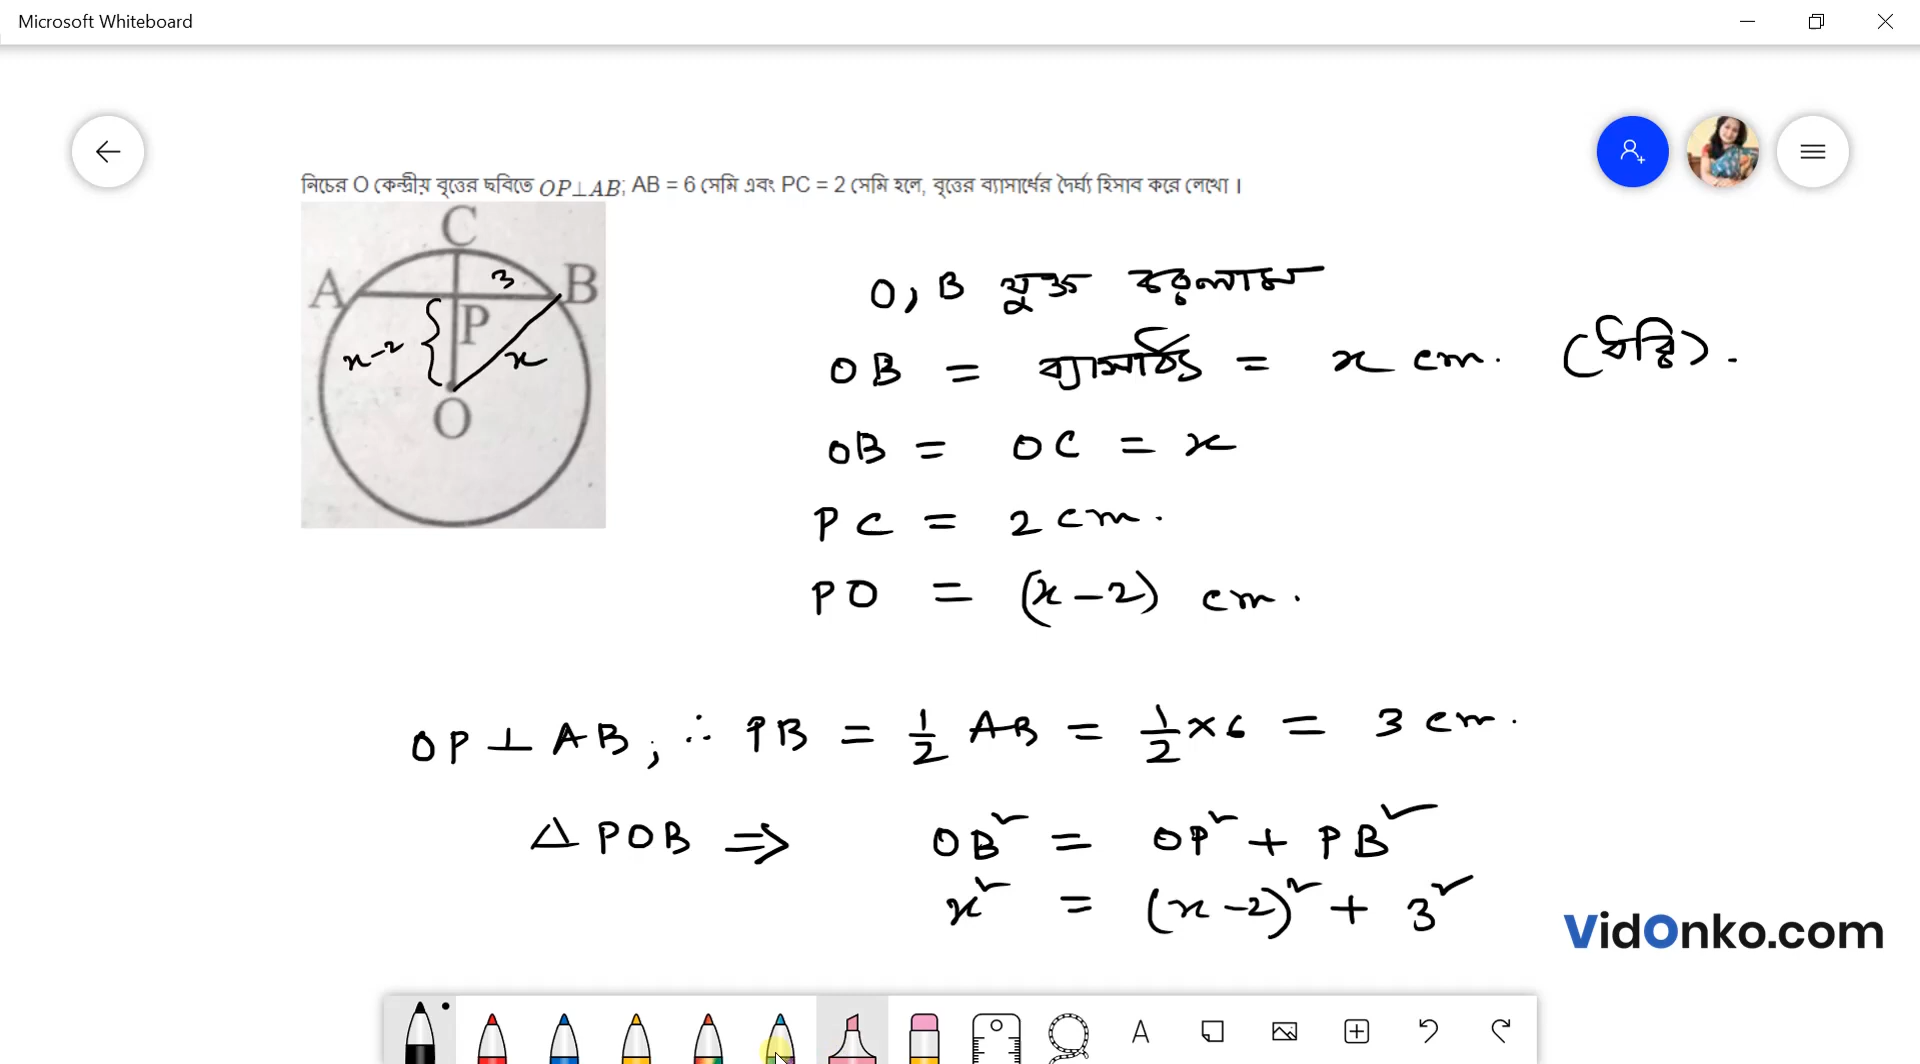 Microsoft Whiteboard
নিচের O কেন্দ্রীয় বৃত্তের ছবিতে OP⊥AB; AB = 6 সেমি এবং PC = 2 সেমি হলে, বৃত্তের ব্যাসার্ধের দৈর্ঘ্য হিসাব করে লেখো ।
C
A 3 B
P
x-2 x
O
O, B যুক্ত করলাম
OB = ব্যাসার্ধ = x cm. (ধরি).
OB = OC = x
PC = 2 cm.
PO = (x-2) cm.
OP ⊥ AB; ∴ PB = 1/2 AB = 1/2 × 6 = 3 cm.
△ POB ⇒ OB² = OP² + PB²
x² = (x-2)² + 3²
VidOnko.com
A